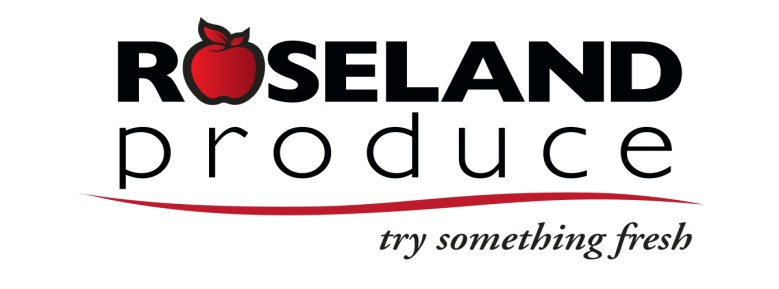 ROSELAND
produce
try something fresh